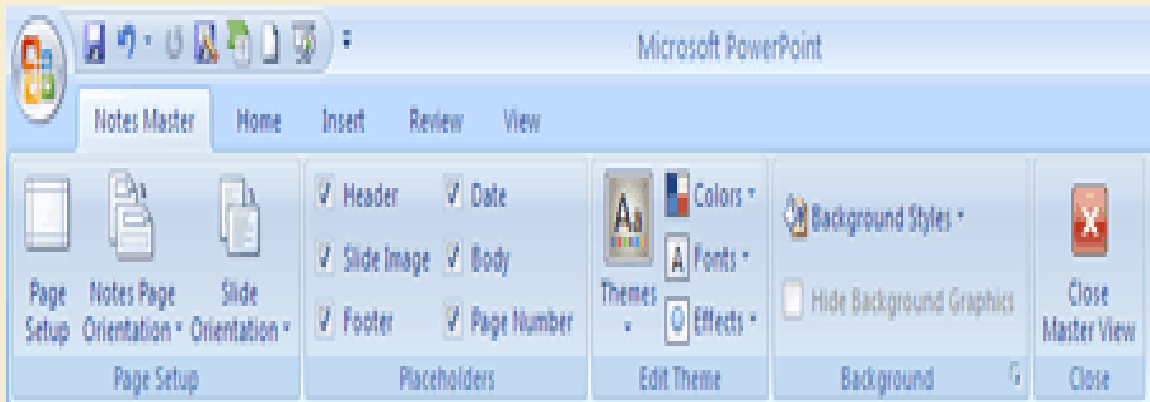 Microsoft PowerPoint
Notes Master Home Insert Review View
Page Setup
Notes Page Orientation
Slide Orientation
Page Setup
Header Date
Slide Image Body
Footer Page Number
Placeholders
Aa
Themes
Colors
A Fonts
Effects
Edit Theme
Background Styles
Hide Background Graphics
Background
Close
Master View
Close